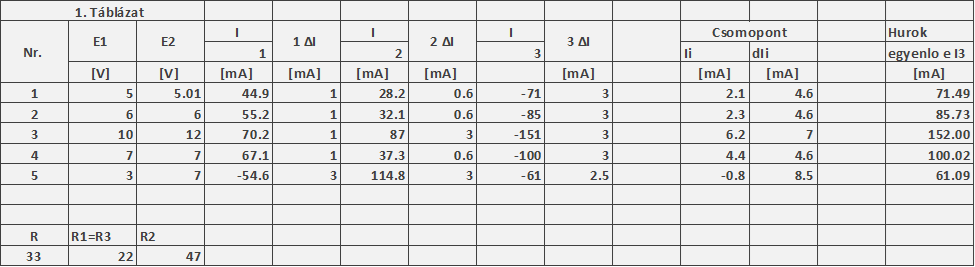 1. Táblázat
Nr. E1 E2 I 1 ΔI I 2 ΔI I 3 ΔI Csomopont Hurok
1 2 3 Ii dIi egyenlo e I3
[V] [V] [mA] [mA] [mA] [mA] [mA] [mA] [mA] [mA]
1 5 5.01 44.9 1 28.2 0.6 -71 3 2.1 4.6 71.49
2 6 6 55.2 1 32.1 0.6 -85 3 2.3 4.6 85.73
3 10 12 70.2 1 87 3 -151 3 6.2 7 152.00
4 7 7 67.1 1 37.3 0.6 -100 3 4.4 4.6 100.02
5 3 7 -54.6 3 114.8 3 -61 2.5 -0.8 8.5 61.09
R R1=R3 R2
33 22 47